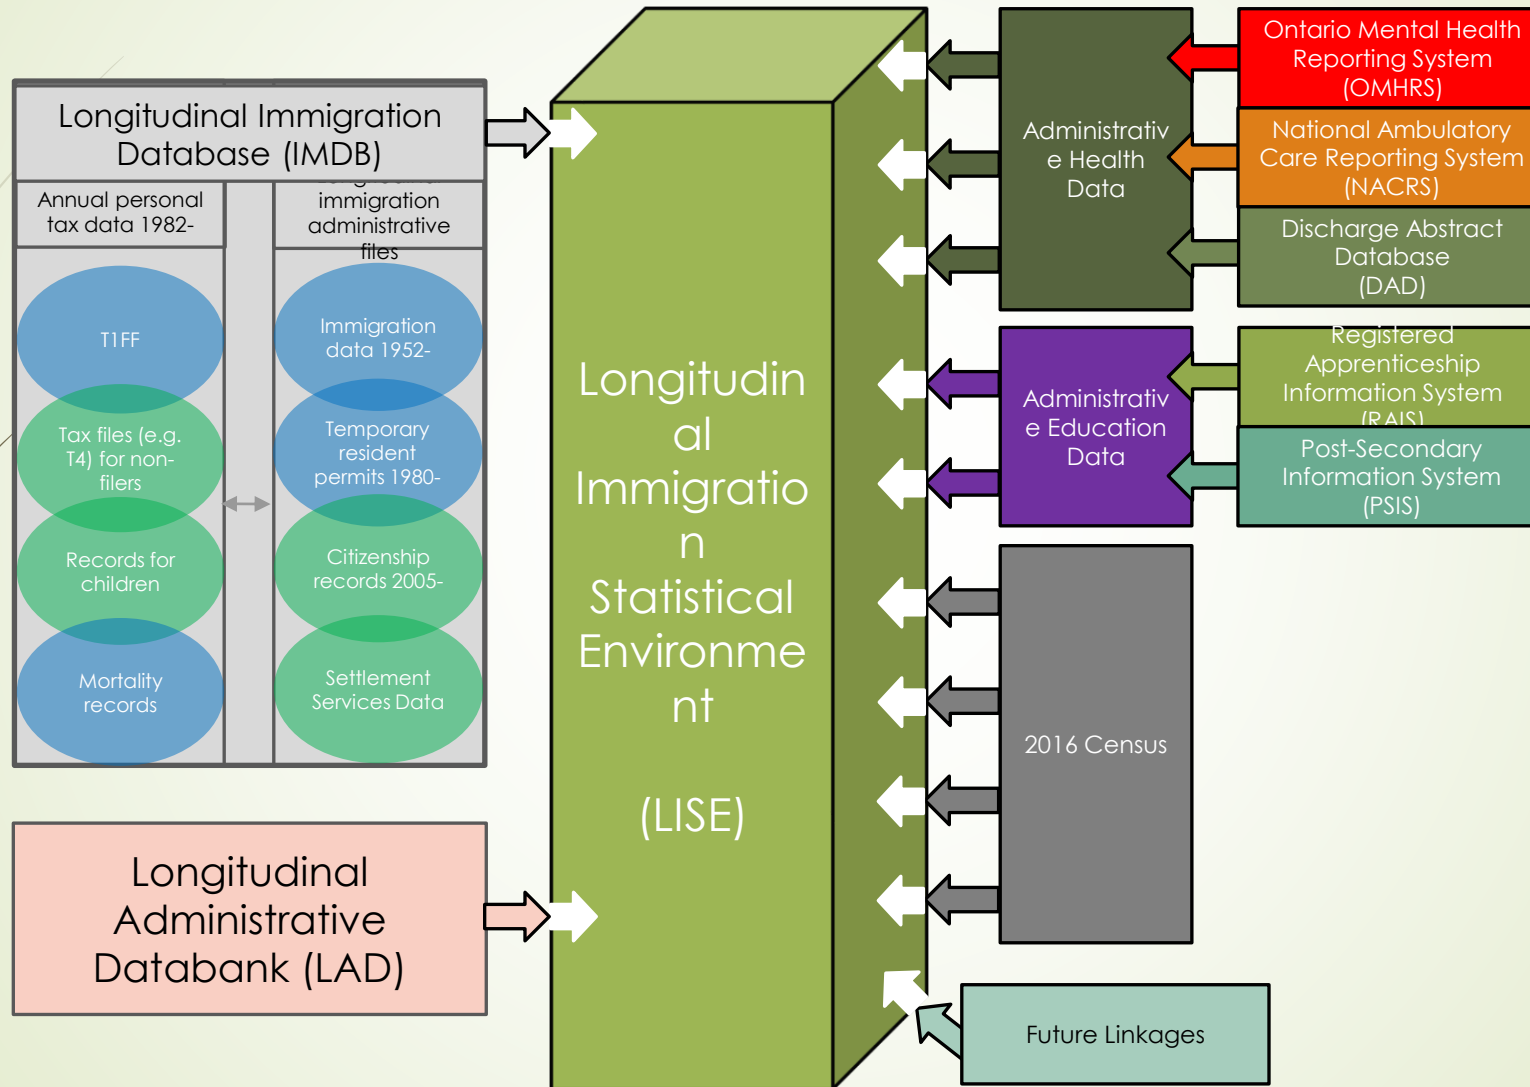 Longitudinal Immigration
Database (IMDB)
Annual personal
tax data 1982-
immigration
administrative
files
T1FF
Tax files (e.g.
T4) for non-
filers
Records for
children
Mortality
records
Immigration
data 1952-
Temporary
resident
permits 1980-
Citizenship
records 2005-
Settlement
Services Data
Longitudinal
Administrative
Databank (LAD)
Longitudin
al
Immigratio
n
Statistical
Environme
nt
(LISE)
Administrativ
e Health
Data
Ontario Mental Health
Reporting System
(OMHRS)
National Ambulatory
Care Reporting System
(NACRS)
Discharge Abstract
Database
(DAD)
Administrativ
e Education
Data
Registered
Apprenticeship
Information System
(RAIS)
Post-Secondary
Information System
(PSIS)
2016 Census
Future Linkages